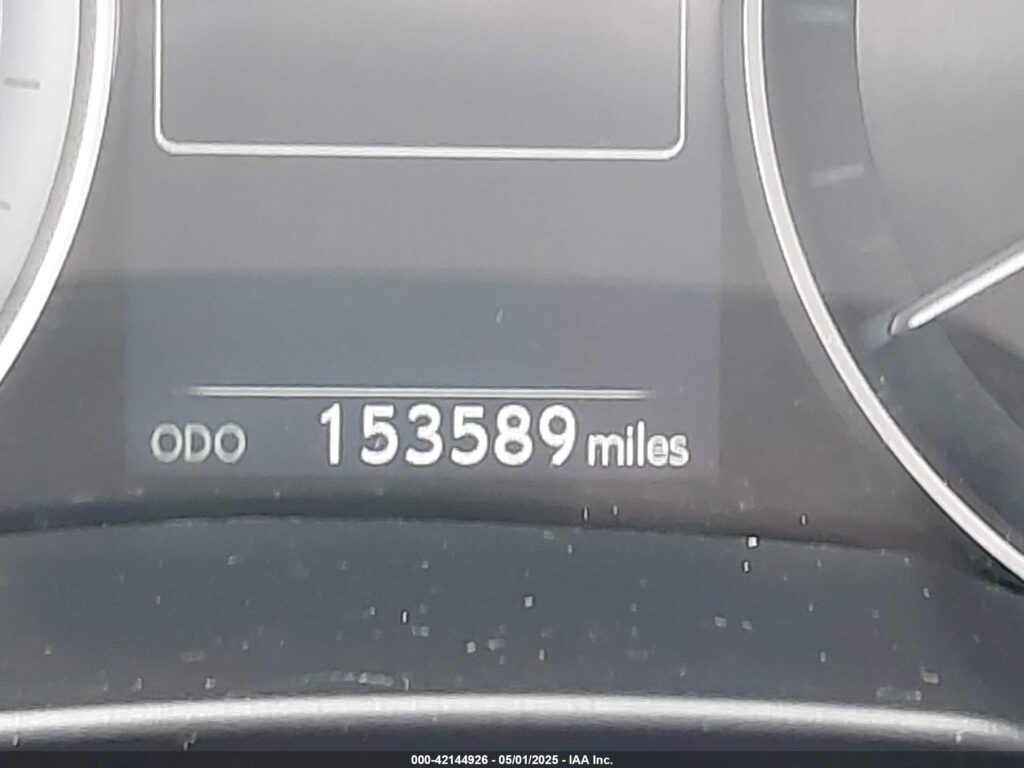 ODO 153589 miles
000-42144926 - 05/01/2025 - IAA Inc.